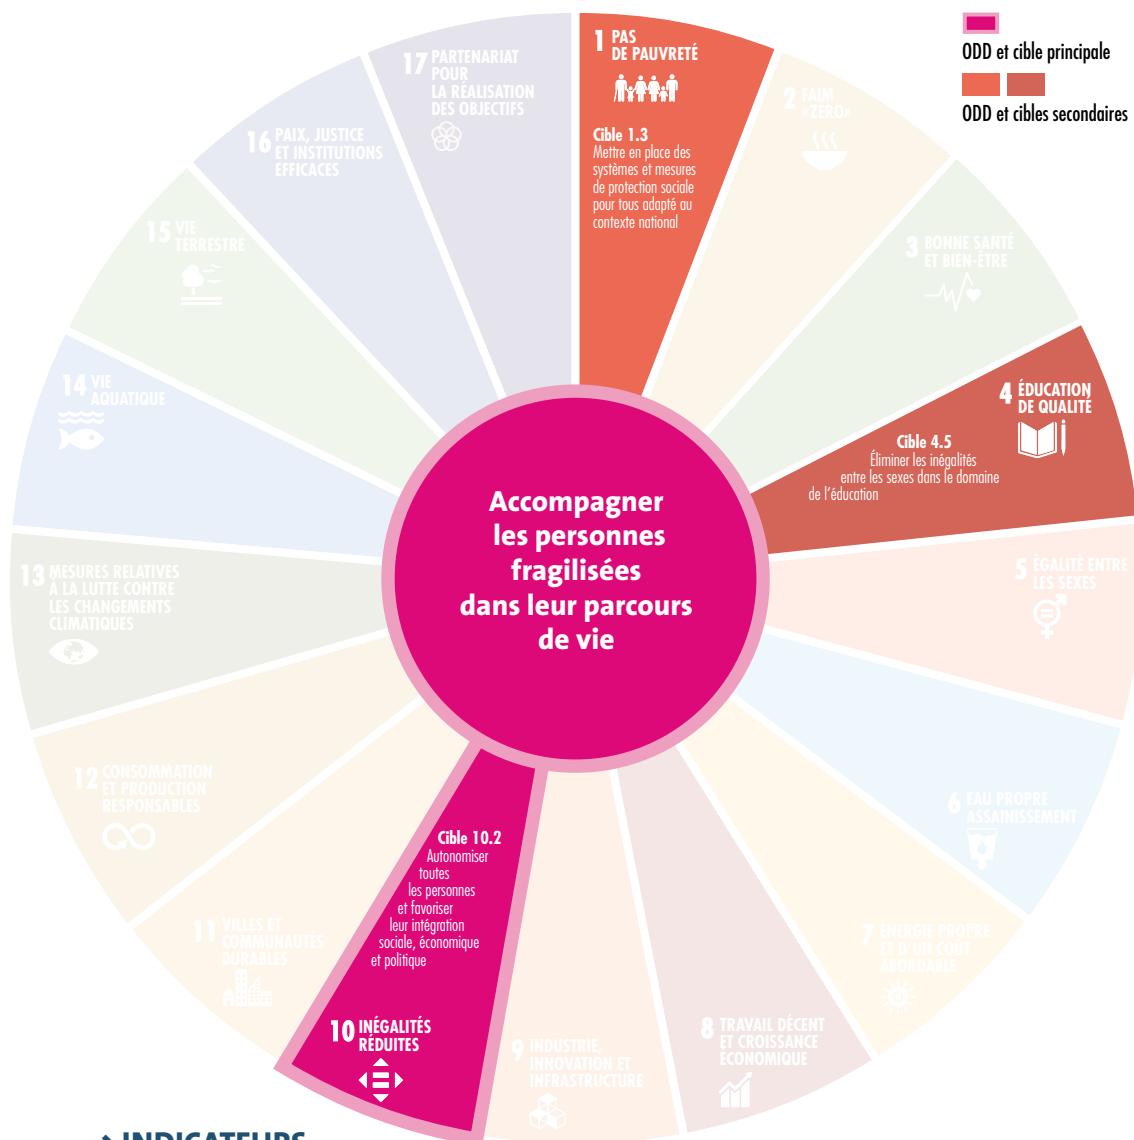 ODD et cible principale
ODD et cibles secondaires
1 PAS
DE PAUVRETÉ
Cible 1.3
Mettre en place des
systèmes et mesures
de protection sociale
pour tous adapté au
contexte national
2 FAIM
«ZERO»
3 BONNE SANTÉ
ET BIEN-ÊTRE
4 ÉDUCATION
DE QUALITÉ
Cible 4.5
Éliminer les inégalités
entre les sexes dans le domaine
de l'éducation
5 ÉGALITÉ ENTRE
LES SEXES
6 EAU PROPRE
ASSAINISSEMENT
7 ÉNERGIE PROPRE
ET D'UN COÛT
ABORDABLE
8 TRAVAIL DÉCENT
ET CROISSANCE
ÉCONOMIQUE
9 INDUSTRIE,
INNOVATION ET
INFRASTRUCTURE
Cible 10.2
Autonomiser
toutes
les personnes
et favoriser
leur intégration
sociale, économique
et politique
10 INÉGALITÉS
RÉDUITES
11 VILLES ET
COMMUNAUTÉS
DURABLES
12 CONSOMMATION
ET PRODUCTION
RESPONSABLES
13 MESURES RELATIVES
À LA LUTTE CONTRE
LES CHANGEMENTS
CLIMATIQUES
14 VIE
AQUATIQUE
15 VIE
TERRESTRE
16 PAIX, JUSTICE
ET INSTITUTIONS
EFFICACES
17 PARTENARIAT
POUR
LA RÉALISATION
DES OBJECTIFS
Accompagner
les personnes
fragilisées
dans leur parcours
de vie
INDICATEURS